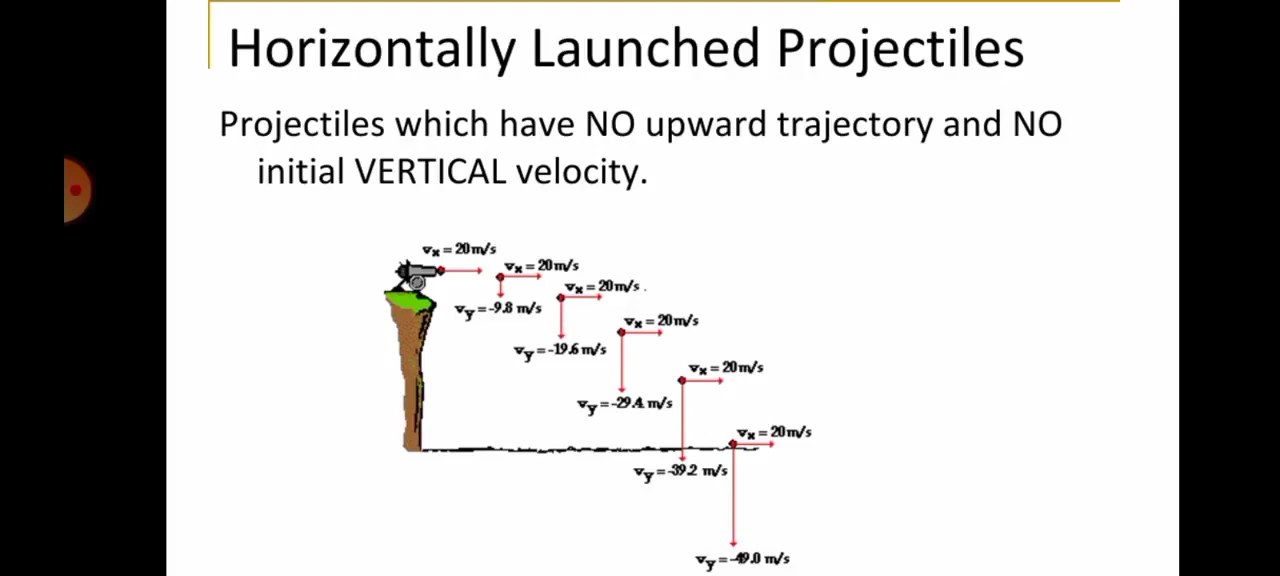 Horizontally Launched Projectiles
Projectiles which have NO upward trajectory and NO
initial VERTICAL velocity.
vx = 20 m/s
vx = 20 m/s
vx = 20 m/s
vy = -9.8 m/s
vx = 20 m/s
vy = -19.6 m/s
vx = 20 m/s
vy = -29.4 m/s
vx = 20 m/s
vy = -39.2 m/s
vy = -49.0 m/s